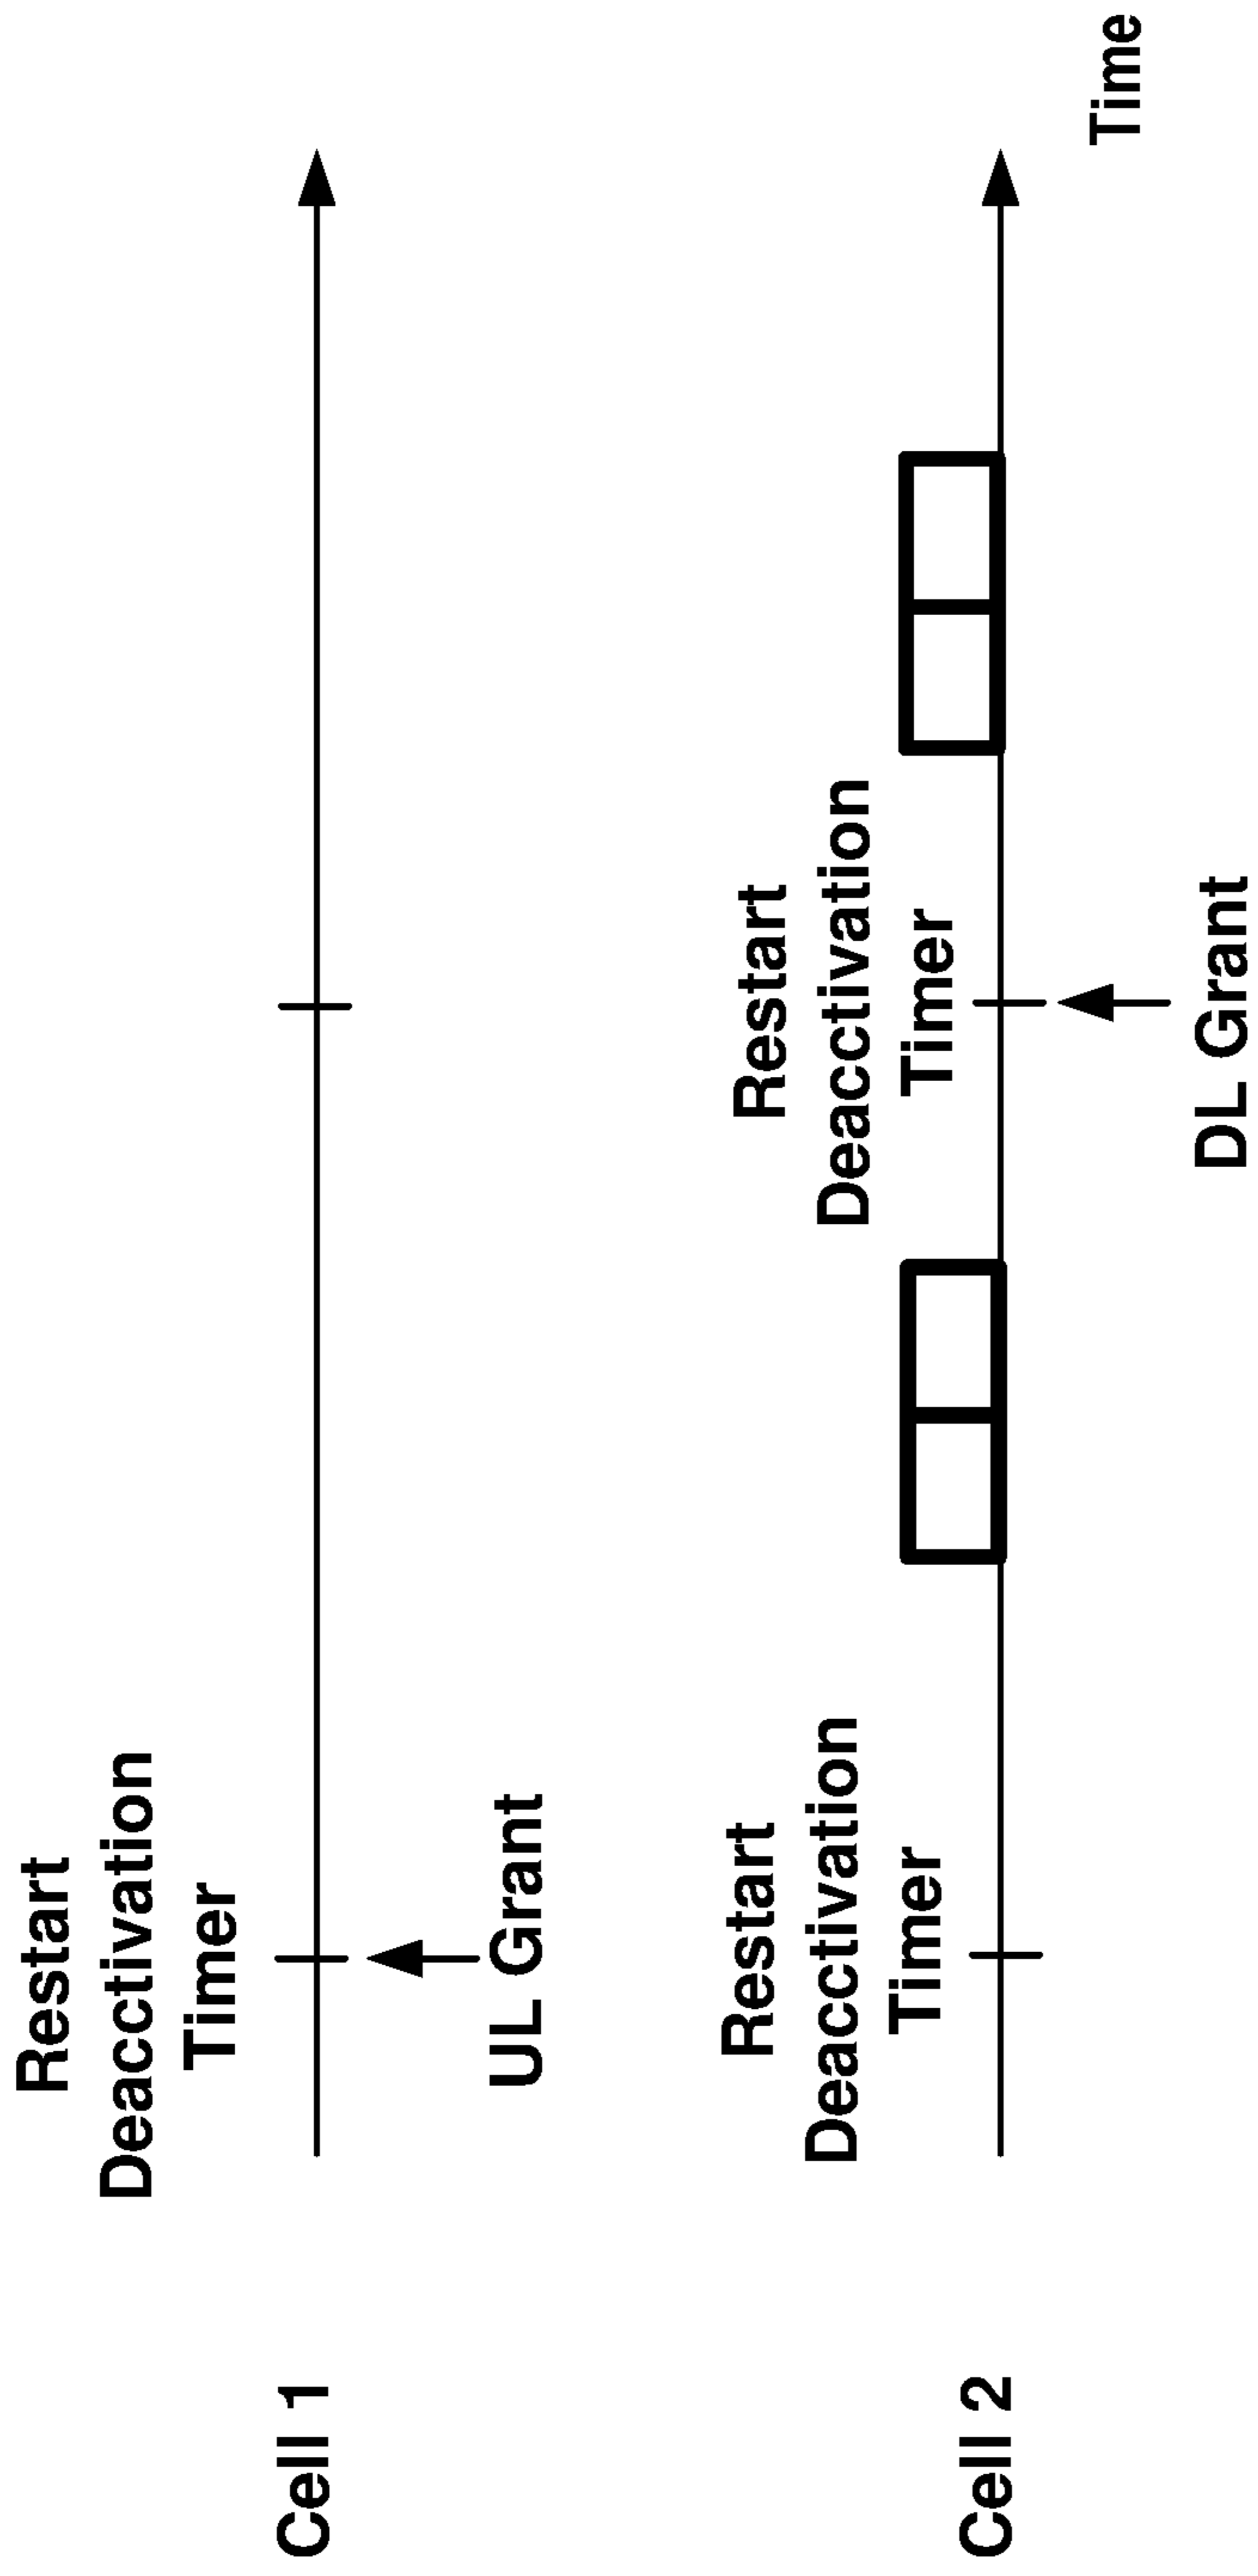 Restart
Deacctivation
Timer
Cell 1
UL Grant
Restart
Deacctivation
Timer
Restart
Deacctivation
Timer
Cell 2
Time
DL Grant